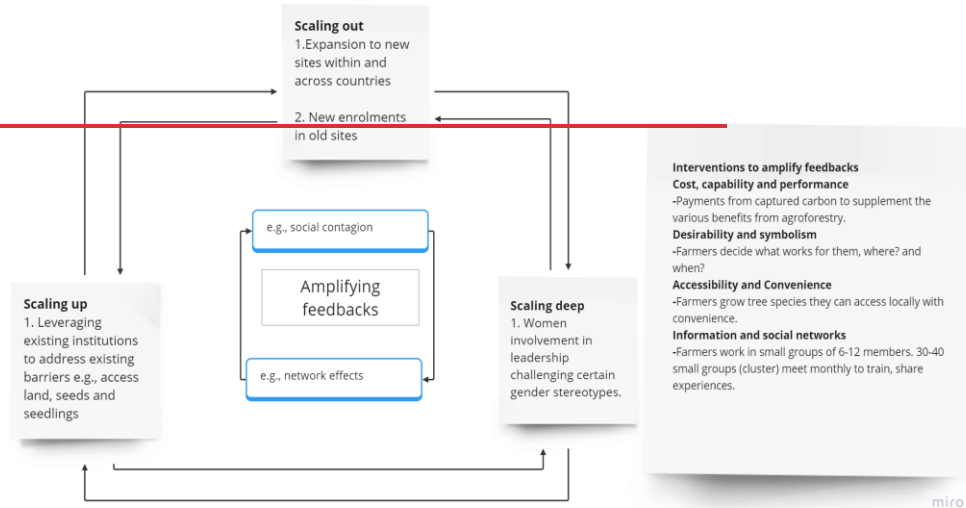 Scaling out
1.Expansion to new
sites within and
across countries
2. New enrolments
in old sites
e.g., social contagion
Amplifying
feedbacks
e.g., network effects
Scaling up
1. Leveraging
existing institutions
to address existing
barriers e.g., access
land, seeds and
seedlings
Scaling deep
1. Women
involvement in
leadership
challenging certain
gender stereotypes.
Interventions to amplify feedbacks
Cost, capability and performance
-Payments from captured carbon to supplement the
various benefits from agroforestry.
Desirability and symbolism
-Farmers decide what works for them, where? and
when?
Accessibility and Convenience
-Farmers grow tree species they can access locally with
convenience.
Information and social networks
-Farmers work in small groups of 6-12 members. 30-40
small groups (cluster) meet monthly to train, share
experiences.
miro